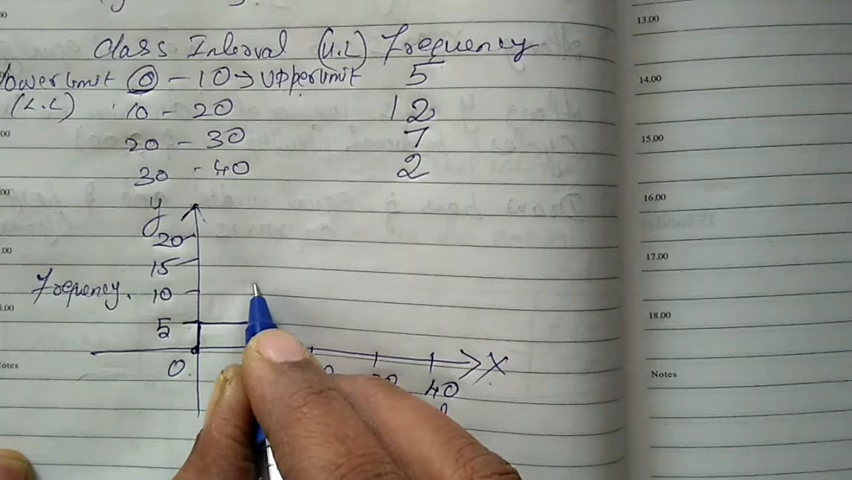 Class Interval (U.L) Frequency
Lower limit 0 - 10 → Upper limit 5
(L.L) 10 - 20 12
20 - 30 7
30 - 40 2
y
20
15
Frequency. 10
5
0 X
40
13.00
14.00
15.00
16.00
17.00
18.00
Notes